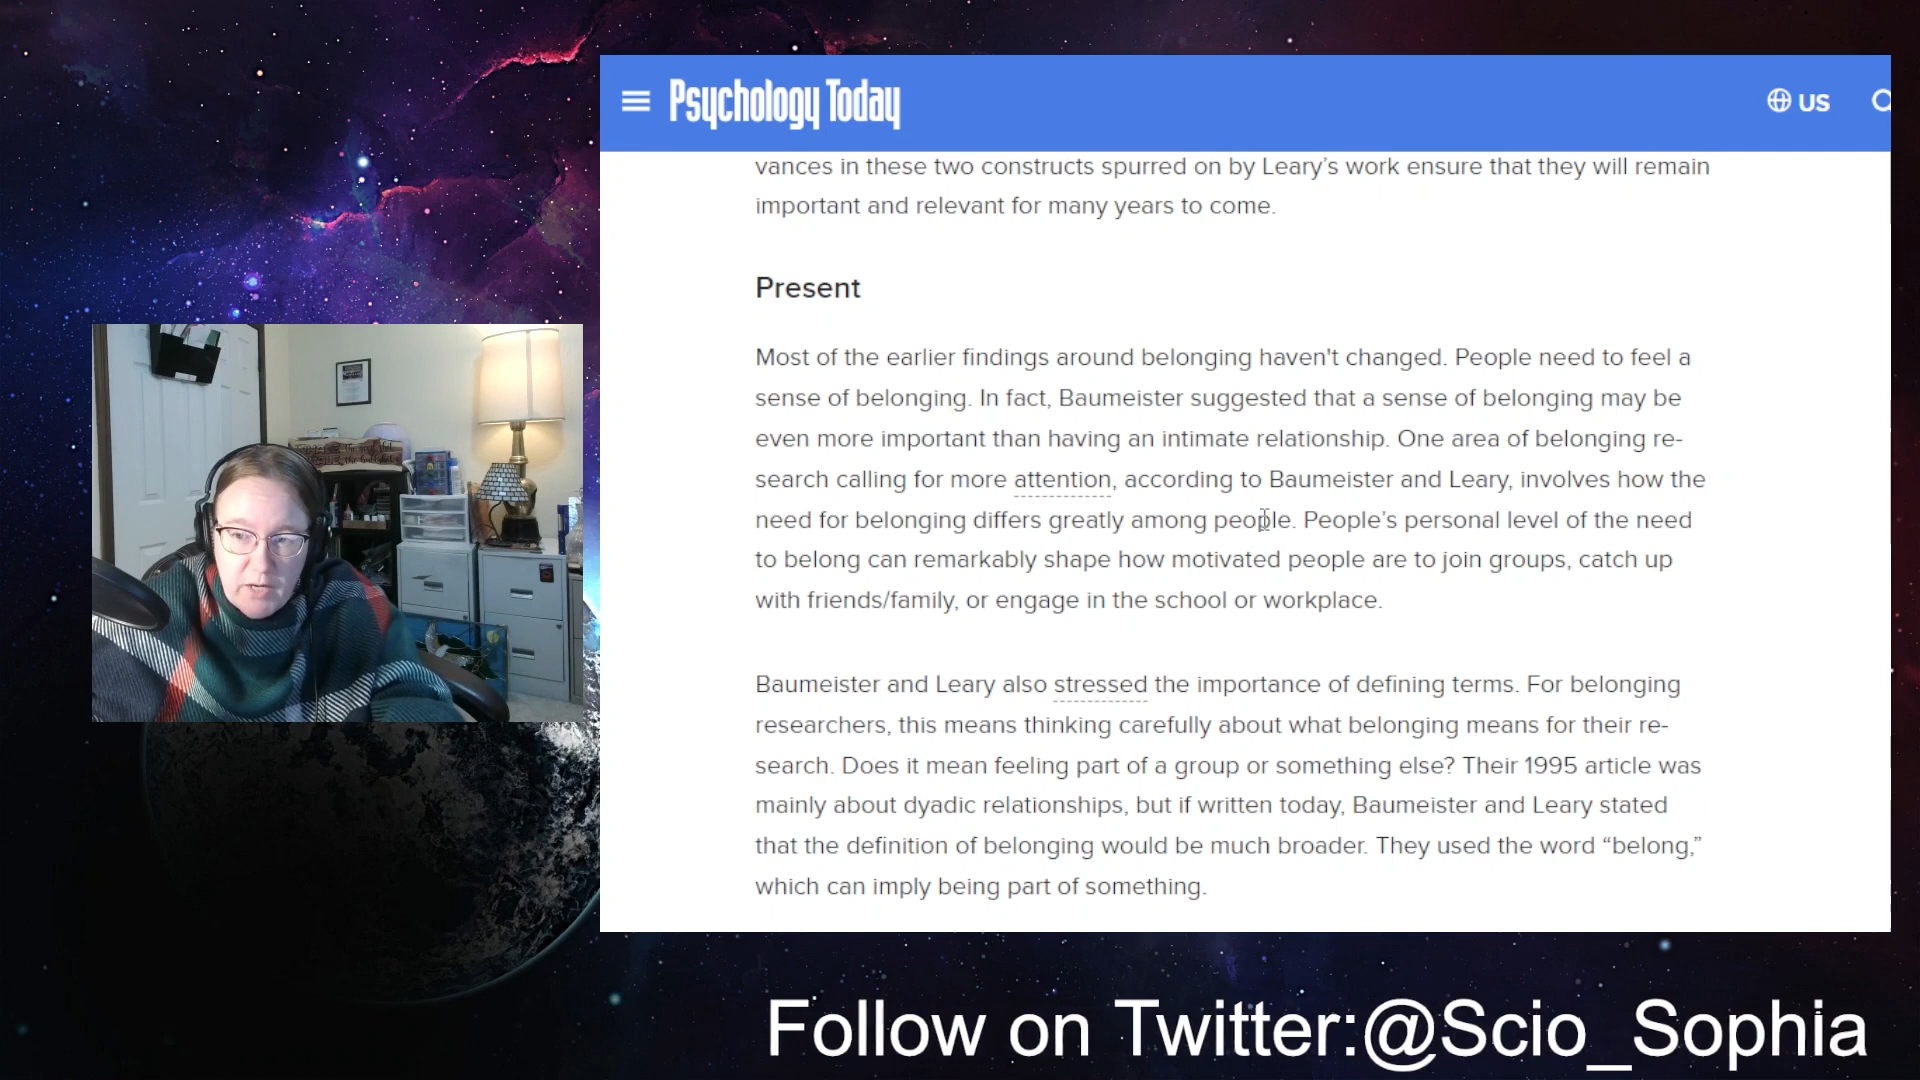 Psychology Today
US
vances in these two constructs spurred on by Leary’s work ensure that they will remain
important and relevant for many years to come.
Present
Most of the earlier findings around belonging haven't changed. People need to feel a
sense of belonging. In fact, Baumeister suggested that a sense of belonging may be
even more important than having an intimate relationship. One area of belonging re-
search calling for more attention, according to Baumeister and Leary, involves how the
need for belonging differs greatly among people. People’s personal level of the need
to belong can remarkably shape how motivated people are to join groups, catch up
with friends/family, or engage in the school or workplace.
Baumeister and Leary also stressed the importance of defining terms. For belonging
researchers, this means thinking carefully about what belonging means for their re-
search. Does it mean feeling part of a group or something else? Their 1995 article was
mainly about dyadic relationships, but if written today, Baumeister and Leary stated
that the definition of belonging would be much broader. They used the word “belong,”
which can imply being part of something.
Follow on Twitter:@Scio_Sophia